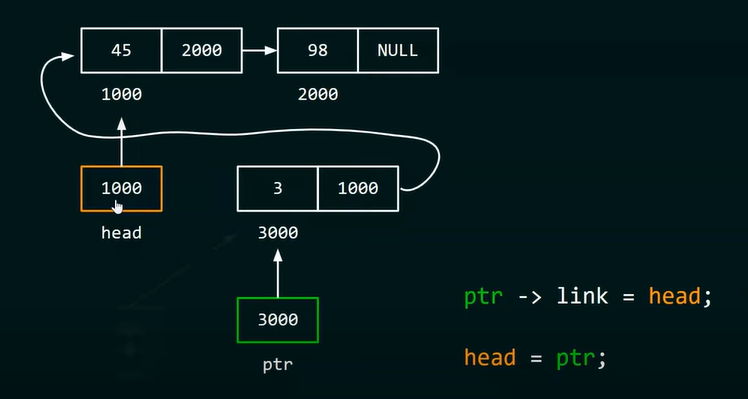 45 2000 98 NULL
1000 2000
1000 3 1000
head 3000
ptr -> link = head;
3000
head = ptr;
ptr